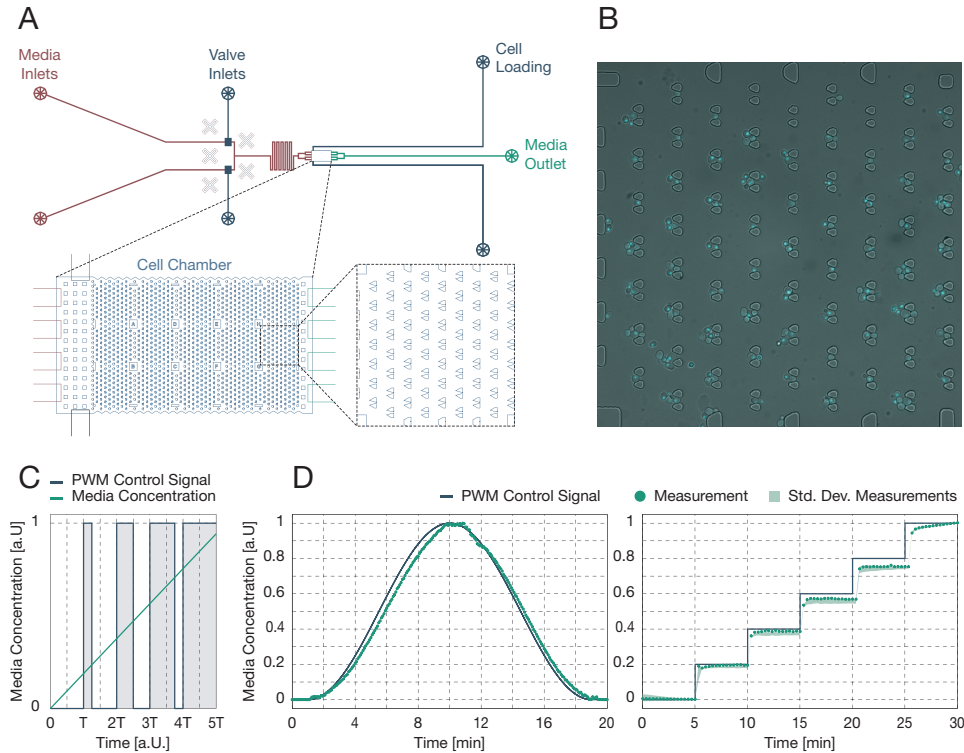 A
Media
Inlets
Valve
Inlets
Cell
Loading
Media
Outlet
Cell Chamber
A
D
E
B
C
F
B
C
PWM Control Signal
Media Concentration
Media Concentration [a.U]
1
0
0
T
2T
3T
4T
5T
Time [a.U.]
D
PWM Control Signal
Measurement
Std. Dev. Measurements
Media Concentration [a.U]
1
0.8
0.6
0.4
0.2
0
0
4
8
12
16
20
Time [min]
1
0.8
0.6
0.4
0.2
0
0
5
10
15
20
25
30
Time [min]